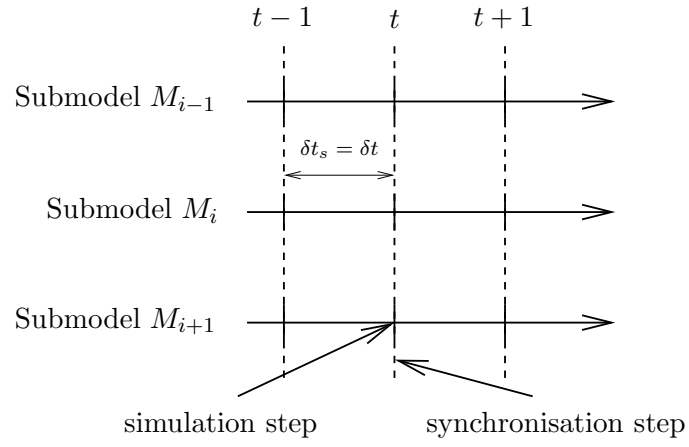 t − 1 t t + 1
Submodel M_{i−1}
δt_s = δt
Submodel M_i
Submodel M_{i+1}
simulation step synchronisation step